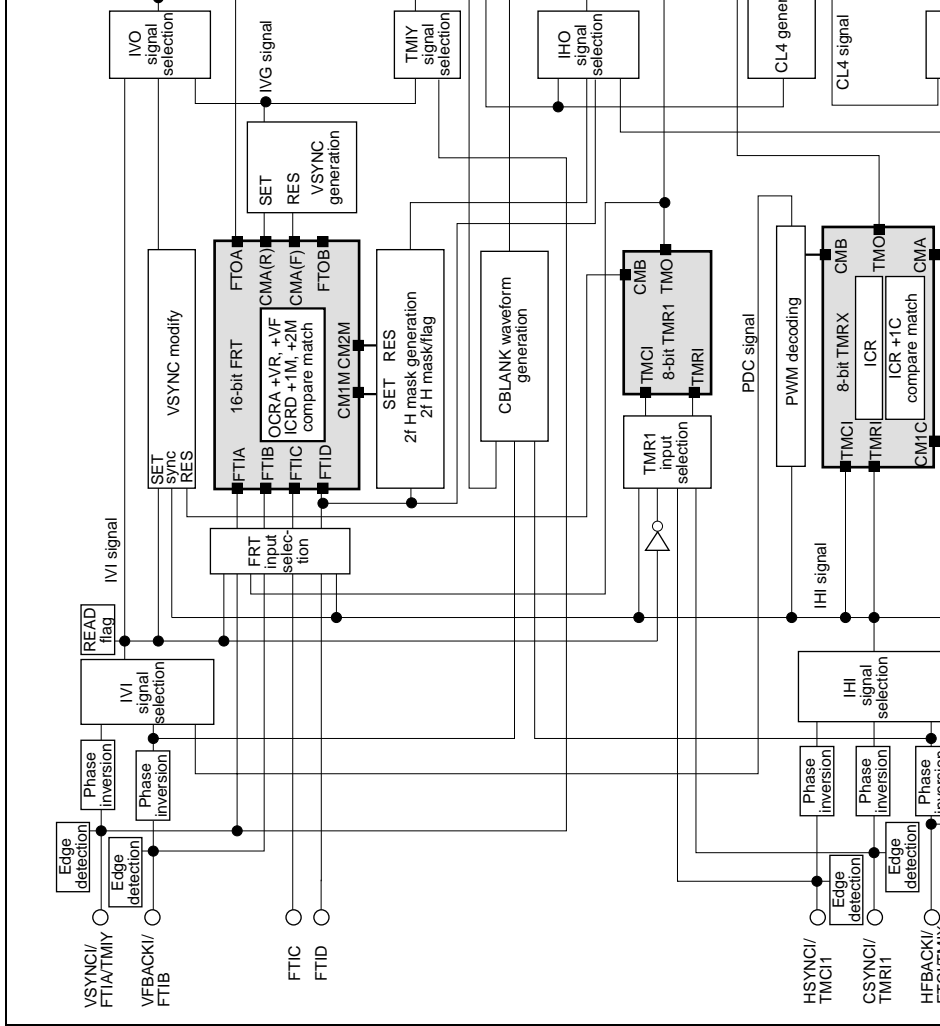 IVO
signal
selection
IVG signal
TMIY
signal
selection
IHO
signal
selection
CL4 signal
VSYNC modify
SET
sync
RES
SET
RES
VSYNC
generation
FTOA
CMA(R)
CMA(F)
FTOB
16-bit FRT
OCRA +VR, +VF
ICRD +1M, +2M
compare match
CM1M CM2M
FTIA
FTIB
FTIC
FTID
SET RES
2f H mask generation
2f H mask/flag
CBLANK waveform
generation
CMB
TMO
8-bit TMR1
TMCI
TMRI
TMR1
input
selection
PDC signal
PWM decoding
CMB
TMO
CMA
8-bit TMRX
ICR
ICR +1C
compare match
TMCI
TMRI
CM1C
IVI signal
FRT
input
selec-
tion
IHI signal
READ
flag
IVI
signal
selection
IHI
signal
selection
Phase
inversion
Phase
inversion
Phase
inversion
Phase
inversion
Phase
Edge
detection
Edge
detection
Edge
detection
Edge
detection
VSYNCI/
FTIA/TMIY
VFBACKI/
FTIB
FTIC
FTID
HSYNCI/
TMCI1
CSYNCI/
TMRI1
HFBACKI/